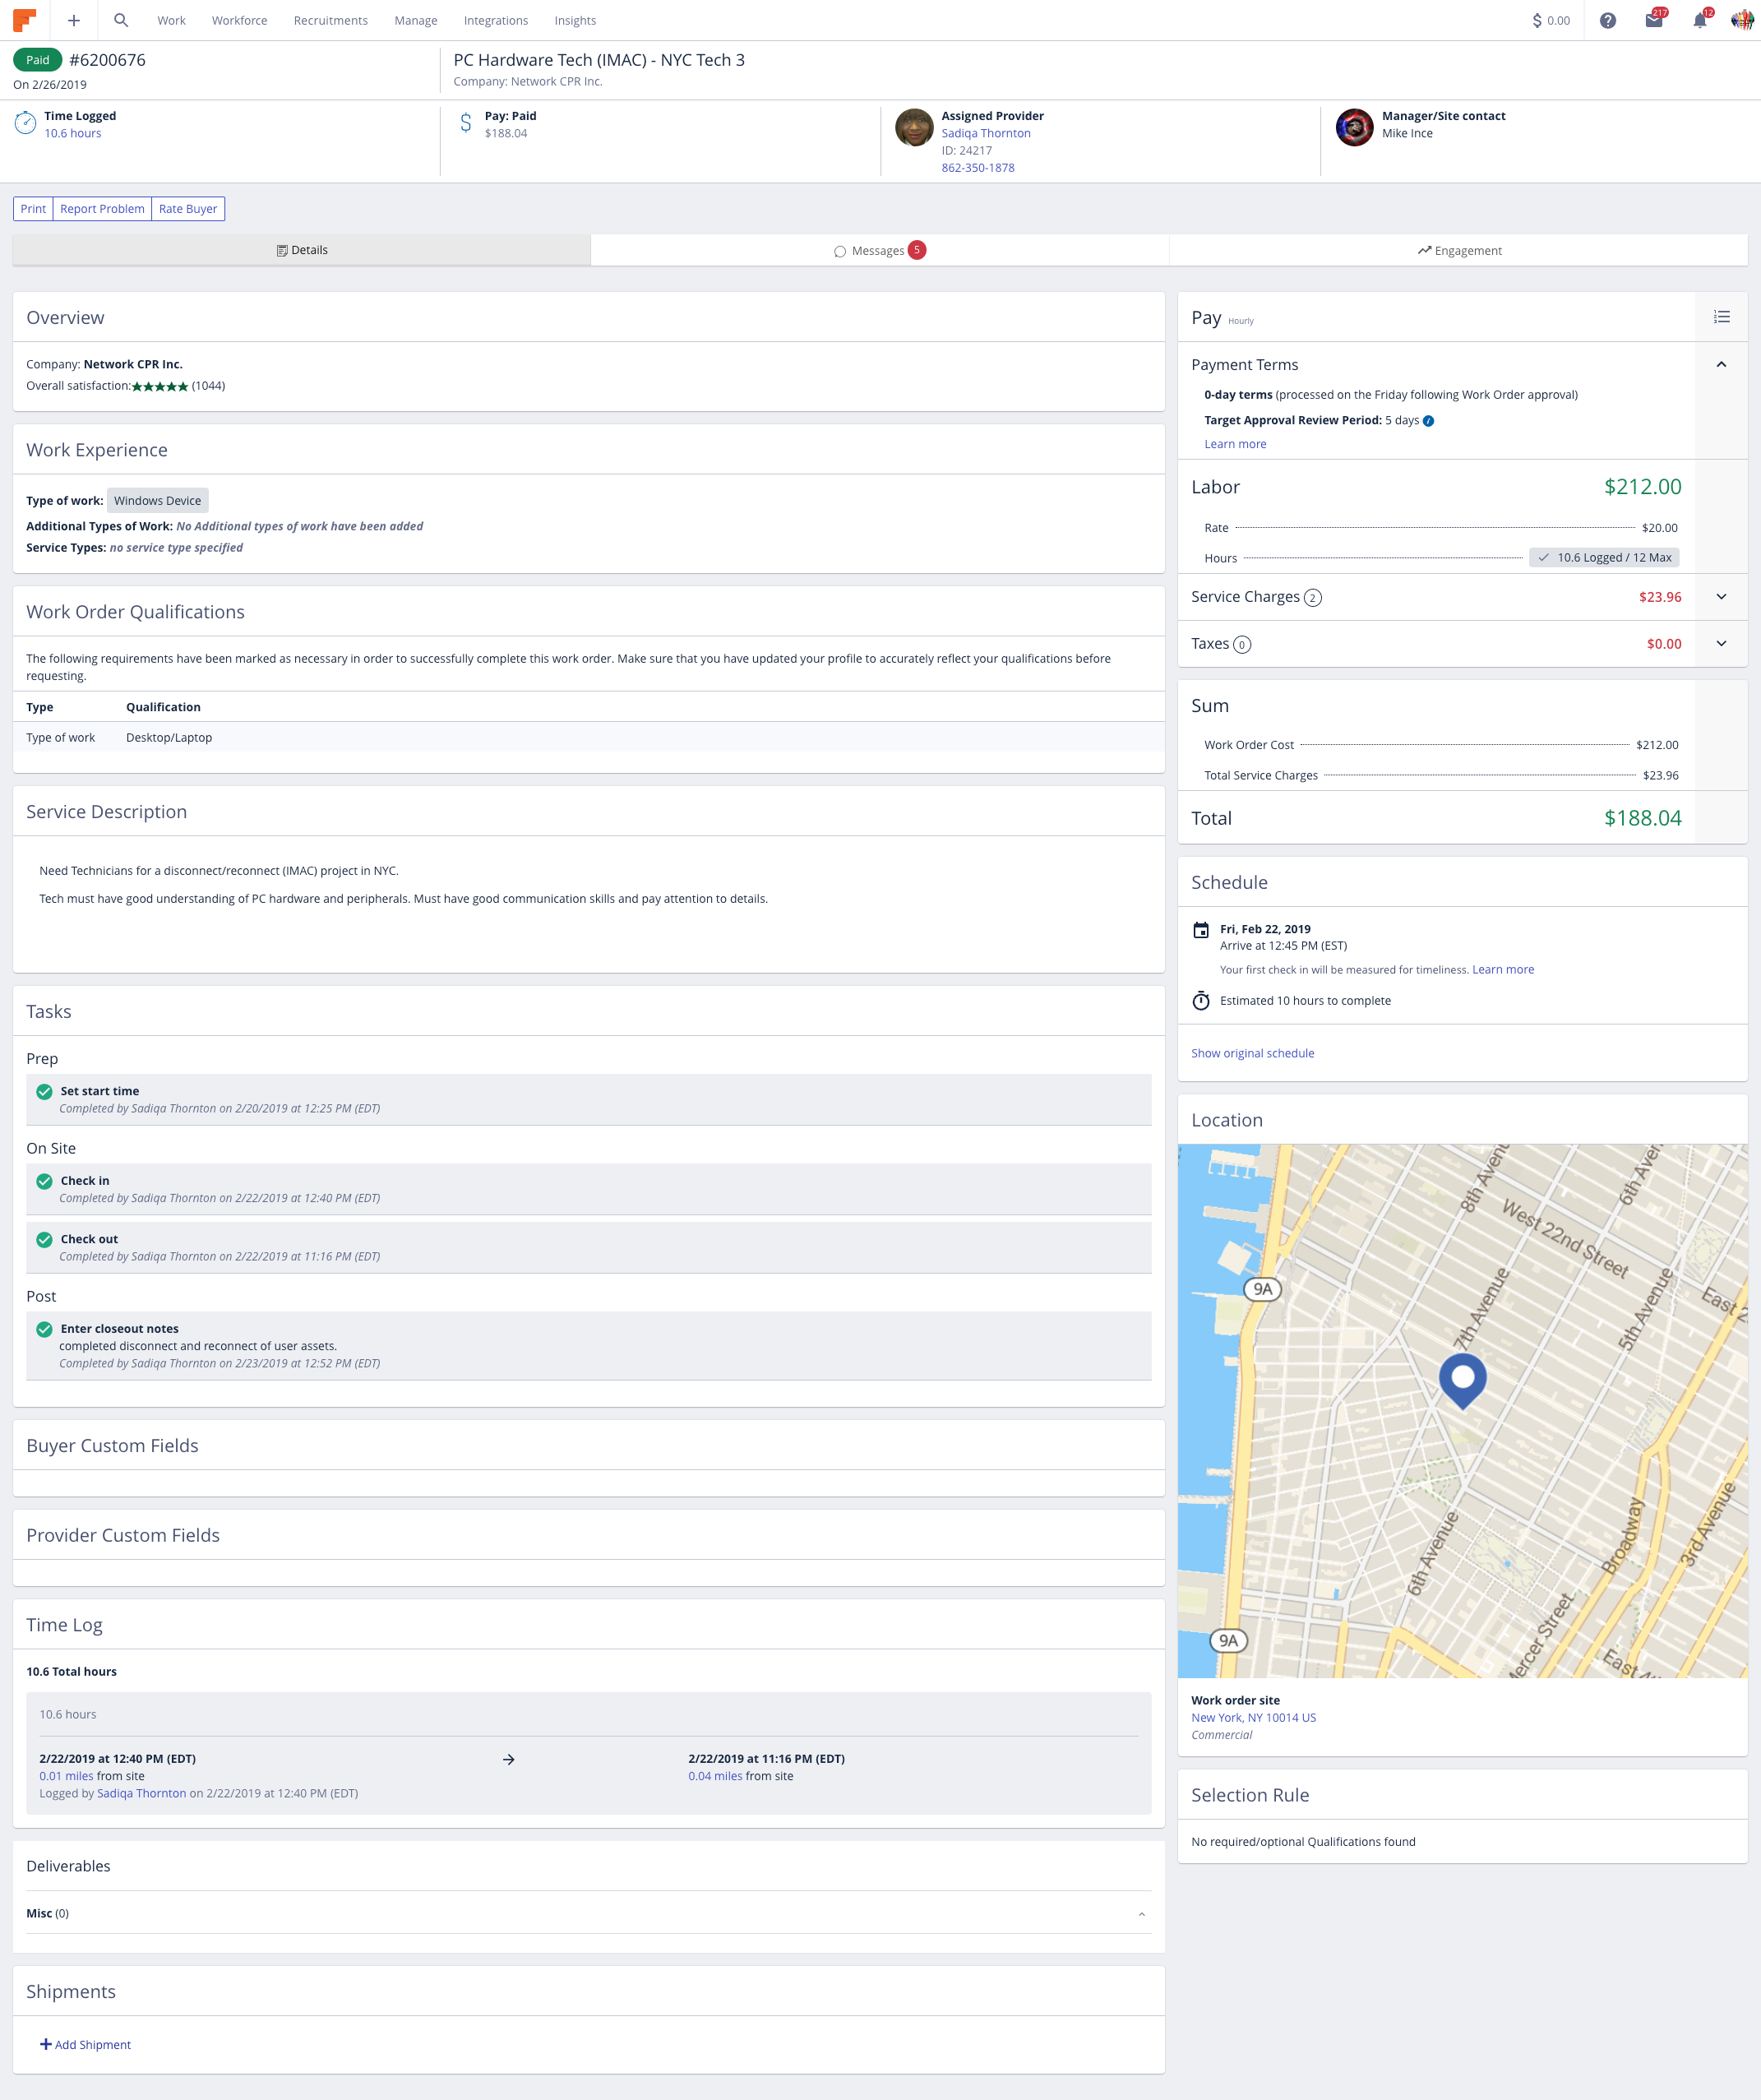 Work
Workforce
Recruitments
Manage
Integrations
Insights
$ 0.00
217
12
Paid #6200676
On 2/26/2019
PC Hardware Tech (IMAC) - NYC Tech 3
Company: Network CPR Inc.
Time Logged
10.6 hours
Pay: Paid
$188.04
Assigned Provider
Sadiqa Thornton
ID: 24217
862-350-1878
Manager/Site contact
Mike Ince
Print
Report Problem
Rate Buyer
Details
Messages 5
Engagement
Overview
Company: Network CPR Inc.
Overall satisfaction:★★★★★ (1044)
Work Experience
Type of work: Windows Device
Additional Types of Work: No Additional types of work have been added
Service Types: no service type specified
Work Order Qualifications
The following requirements have been marked as necessary in order to successfully complete this work order. Make sure that you have updated your profile to accurately reflect your qualifications before
requesting.
Type Qualification
Type of work Desktop/Laptop
Service Description
Need Technicians for a disconnect/reconnect (IMAC) project in NYC.
Tech must have good understanding of PC hardware and peripherals. Must have good communication skills and pay attention to details.
Tasks
Prep
Set start time
Completed by Sadiqa Thornton on 2/20/2019 at 12:25 PM (EDT)
On Site
Check in
Completed by Sadiqa Thornton on 2/22/2019 at 12:40 PM (EDT)
Check out
Completed by Sadiqa Thornton on 2/22/2019 at 11:16 PM (EDT)
Post
Enter closeout notes
completed disconnect and reconnect of user assets.
Completed by Sadiqa Thornton on 2/23/2019 at 12:52 PM (EDT)
Buyer Custom Fields
Provider Custom Fields
Time Log
10.6 Total hours
10.6 hours
2/22/2019 at 12:40 PM (EDT)
0.01 miles from site
Logged by Sadiqa Thornton on 2/22/2019 at 12:40 PM (EDT)
2/22/2019 at 11:16 PM (EDT)
0.04 miles from site
Deliverables
Misc (0)
Shipments
Add Shipment
Pay Hourly
Payment Terms
0-day terms (processed on the Friday following Work Order approval)
Target Approval Review Period: 5 days
Learn more
Labor $212.00
Rate $20.00
Hours 10.6 Logged / 12 Max
Service Charges 2 $23.96
Taxes 0 $0.00
Sum
Work Order Cost $212.00
Total Service Charges $23.96
Total $188.04
Schedule
Fri, Feb 22, 2019
Arrive at 12:45 PM (EST)
Your first check in will be measured for timeliness. Learn more
Estimated 10 hours to complete
Show original schedule
Location
8th Avenu
6th Aven
West 22nd Street
9A
7th Avenue
5th Avenue
East 2
6th Avenue
Broadway
3rd Avenue
9A
Mercer Street
East 4
Work order site
New York, NY 10014 US
Commercial
Selection Rule
No required/optional Qualifications found